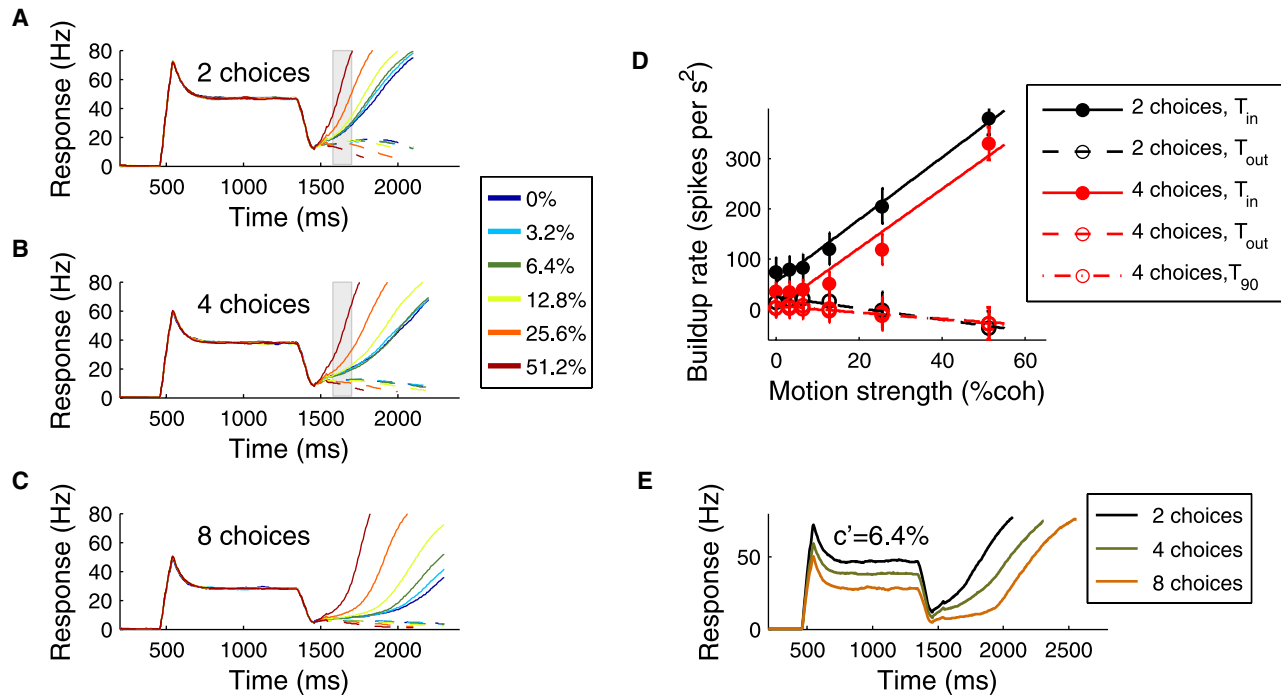 A
Response (Hz)
80
60
40
20
0
2 choices
500
1000
1500
2000
Time (ms)
B
Response (Hz)
80
60
40
20
0
4 choices
500
1000
1500
2000
Time (ms)
0%
3.2%
6.4%
12.8%
25.6%
51.2%
C
Response (Hz)
80
60
40
20
0
8 choices
500
1000
1500
2000
Time (ms)
D
Buildup rate (spikes per s²)
300
200
100
0
0
20
40
60
Motion strength (%coh)
2 choices, T_in
2 choices, T_out
4 choices, T_in
4 choices, T_out
4 choices,T_90
E
Response (Hz)
50
0
c'=6.4%
500
1000
1500
2000
2500
Time (ms)
2 choices
4 choices
8 choices